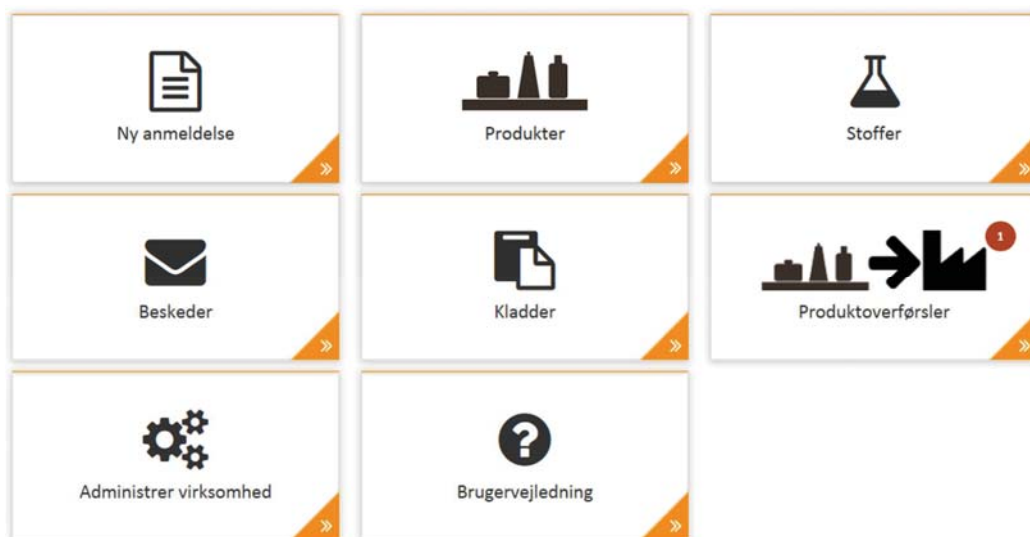 Ny anmeldelse
Produkter
Stoffer
Beskeder
Kladder
1
Produktoverførsler
Administrer virksomhed
Brugervejledning